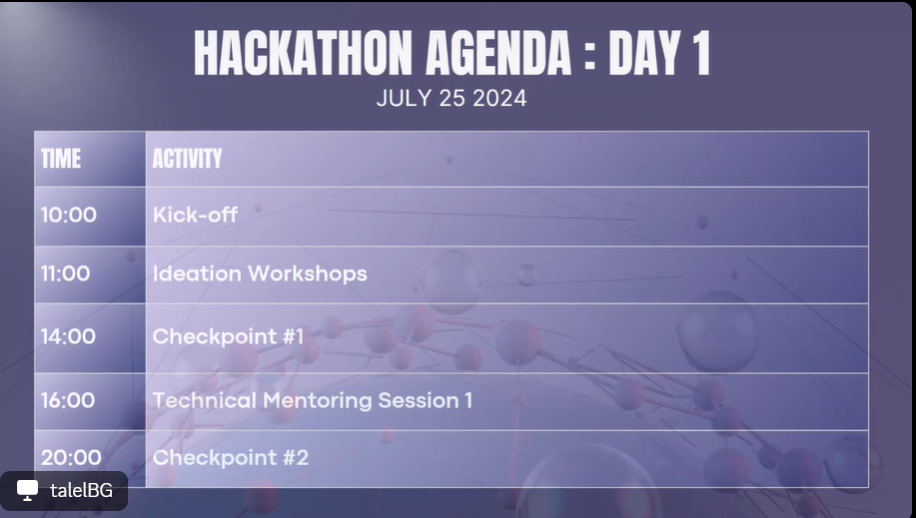 HACKATHON AGENDA : DAY 1
JULY 25 2024
TIME ACTIVITY
10:00 Kick-off
11:00 Ideation Workshops
14:00 Checkpoint #1
16:00 Technical Mentoring Session 1
20:00 Checkpoint #2
talelBG